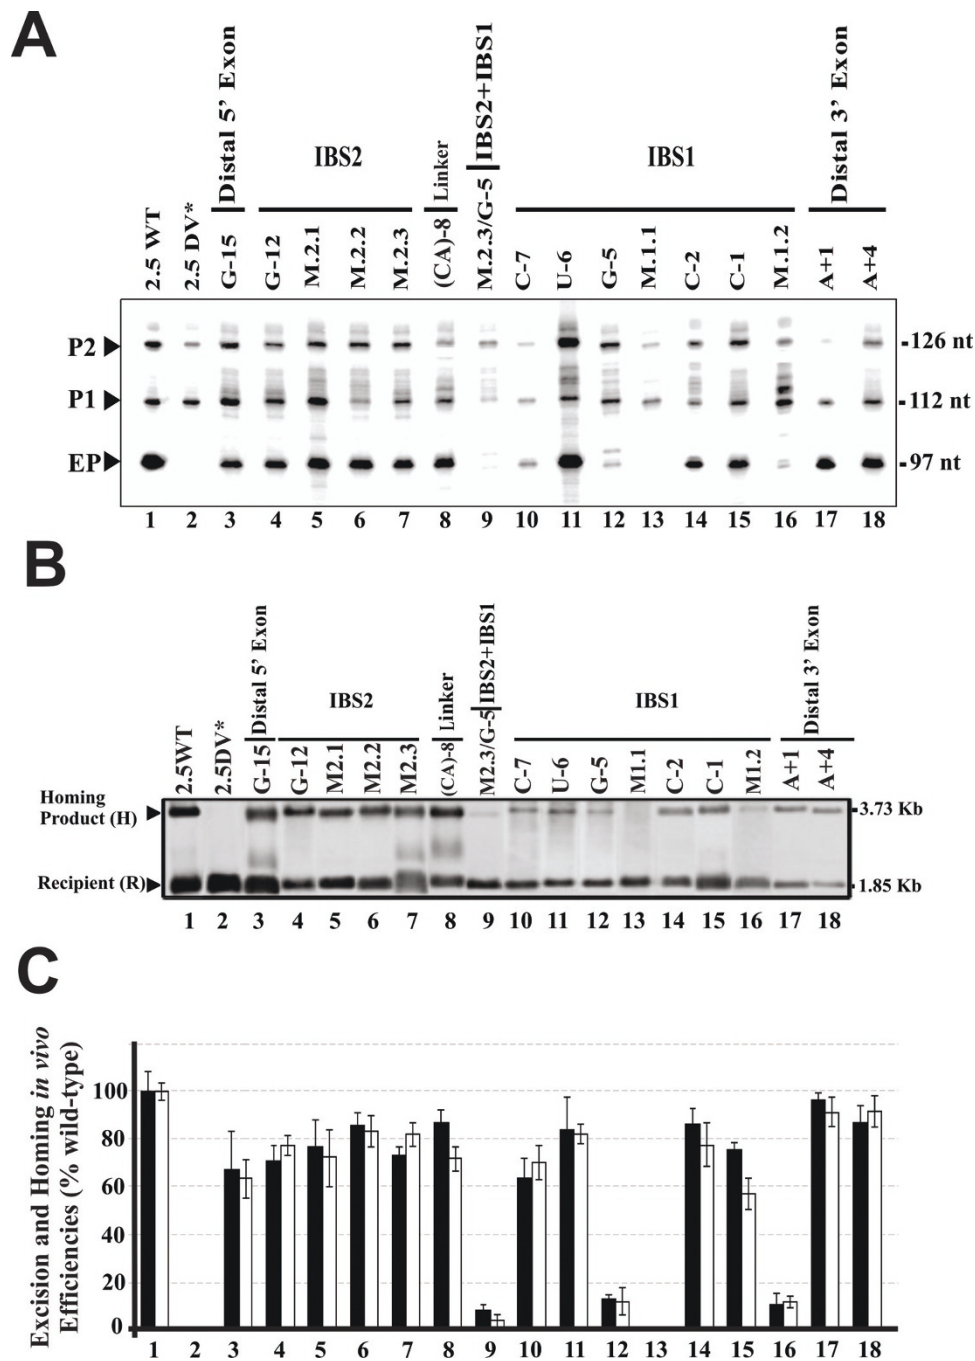 A
Distal 5' Exon
IBS2
Linker
IBS2+IBS1
IBS1
Distal 3' Exon
2.5 WT
2.5 DV*
G-15
G-12
M.2.1
M.2.2
M.2.3
(CA)-8
M.2.3/G-5
C-7
U-6
G-5
M.1.1
C-2
C-1
M.1.2
A+1
A+4
P2
P1
EP
-126 nt
-112 nt
-97 nt
1 2 3 4 5 6 7 8 9 10 11 12 13 14 15 16 17 18
B
Distal 5' Exon
IBS2
Linker
IBS2+IBS1
IBS1
Distal 3' Exon
2.5WT
2.5DV*
G-15
G-12
M2.1
M2.2
M2.3
(CA)-8
M2.3/G-5
C-7
U-6
G-5
M1.1
C-2
C-1
M1.2
A+1
A+4
Homing
Product (H)
Recipient (R)
-3.73 Kb
-1.85 Kb
1 2 3 4 5 6 7 8 9 10 11 12 13 14 15 16 17 18
C
Excision and Homing in vivo
Efficiencies (% wild-type)
100
80
60
40
20
0
1 2 3 4 5 6 7 8 9 10 11 12 13 14 15 16 17 18